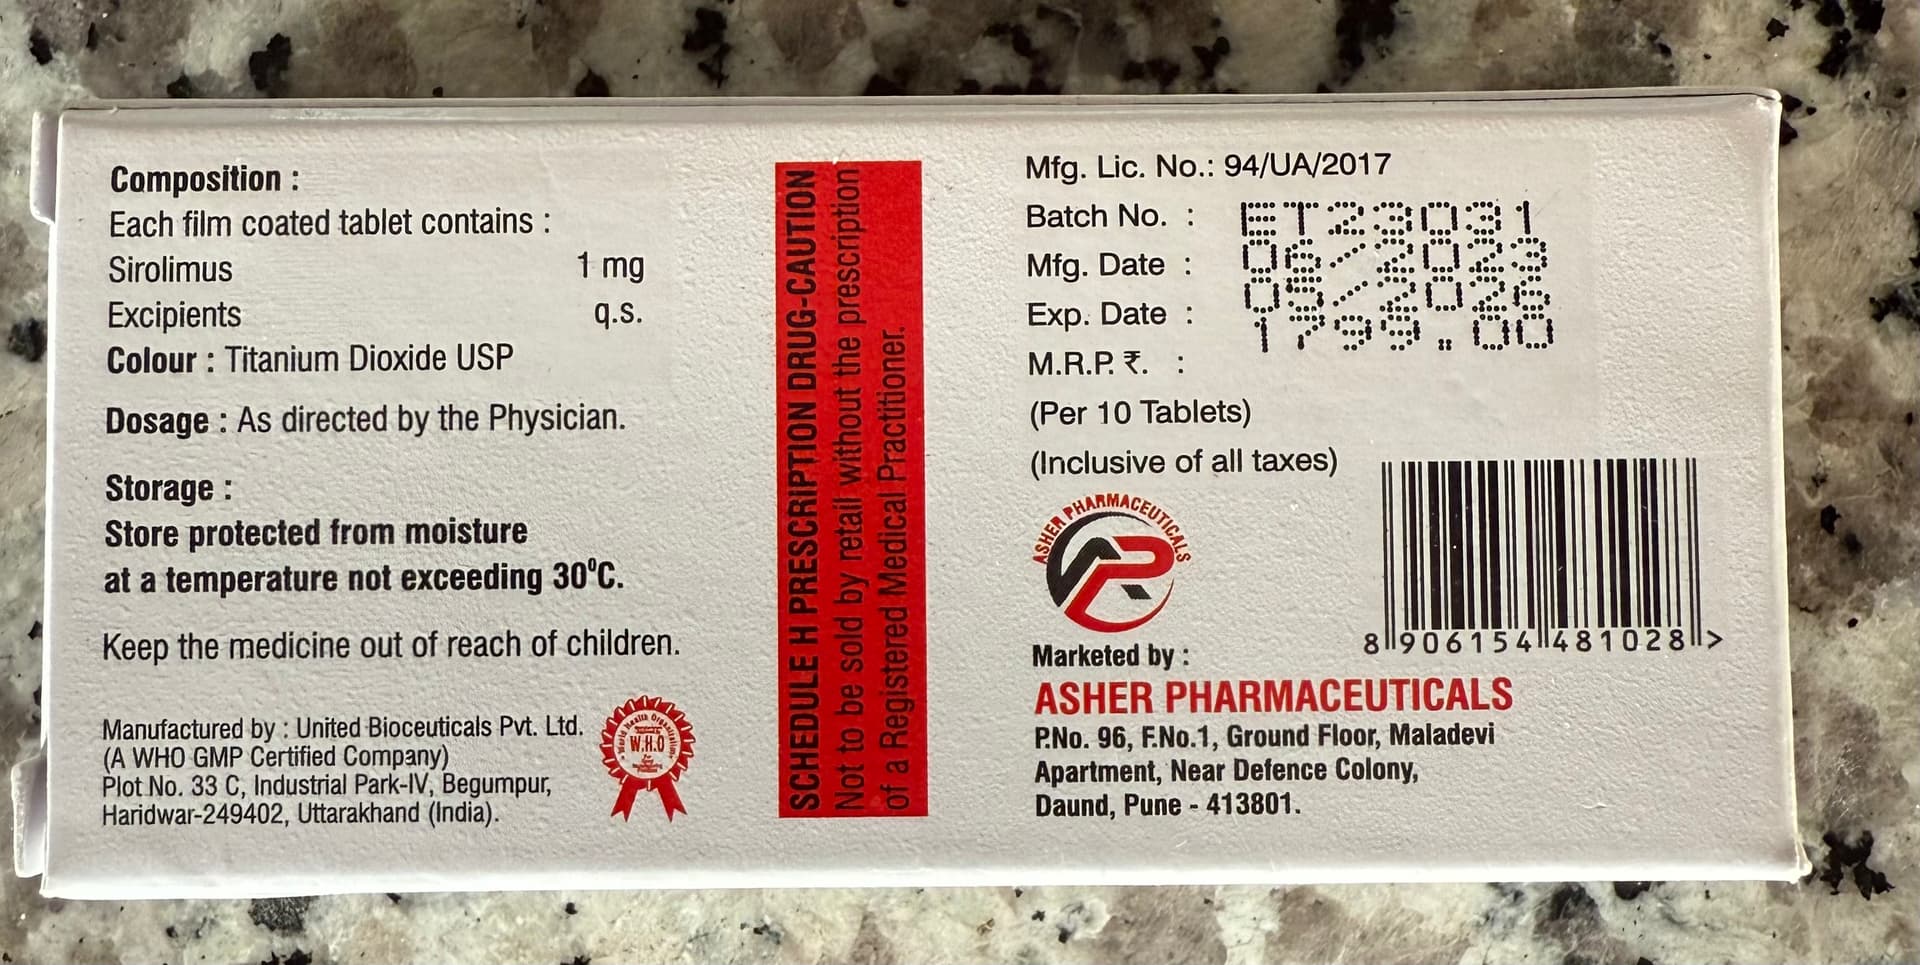 Composition :
Each film coated tablet contains :
Sirolimus 1 mg
Excipients q.s.
Colour : Titanium Dioxide USP
Dosage : As directed by the Physician.
Storage :
Store protected from moisture
at a temperature not exceeding 30⁰C.
Keep the medicine out of reach of children.
Manufactured by : United Bioceuticals Pvt. Ltd.
(A WHO GMP Certified Company)
Plot No. 33 C, Industrial Park-IV, Begumpur,
Haridwar-249402, Uttarakhand (India).
World Health Organization
W.H.O
SCHEDULE H PRESCRIPTION DRUG-CAUTION
Not to be sold by retail without the prescription
of a Registered Medical Practitioner.
Mfg. Lic. No.: 94/UA/2017
Batch No. : ET23031
Mfg. Date : 06/2023
Exp. Date : 05/2026
M.R.P. ₹. : 1799.00
(Per 10 Tablets)
(Inclusive of all taxes)
ASHER PHARMACEUTICALS
Marketed by :
ASHER PHARMACEUTICALS
P.No. 96, F.No.1, Ground Floor, Maladevi
Apartment, Near Defence Colony,
Daund, Pune - 413801.
8 906154 481028 >